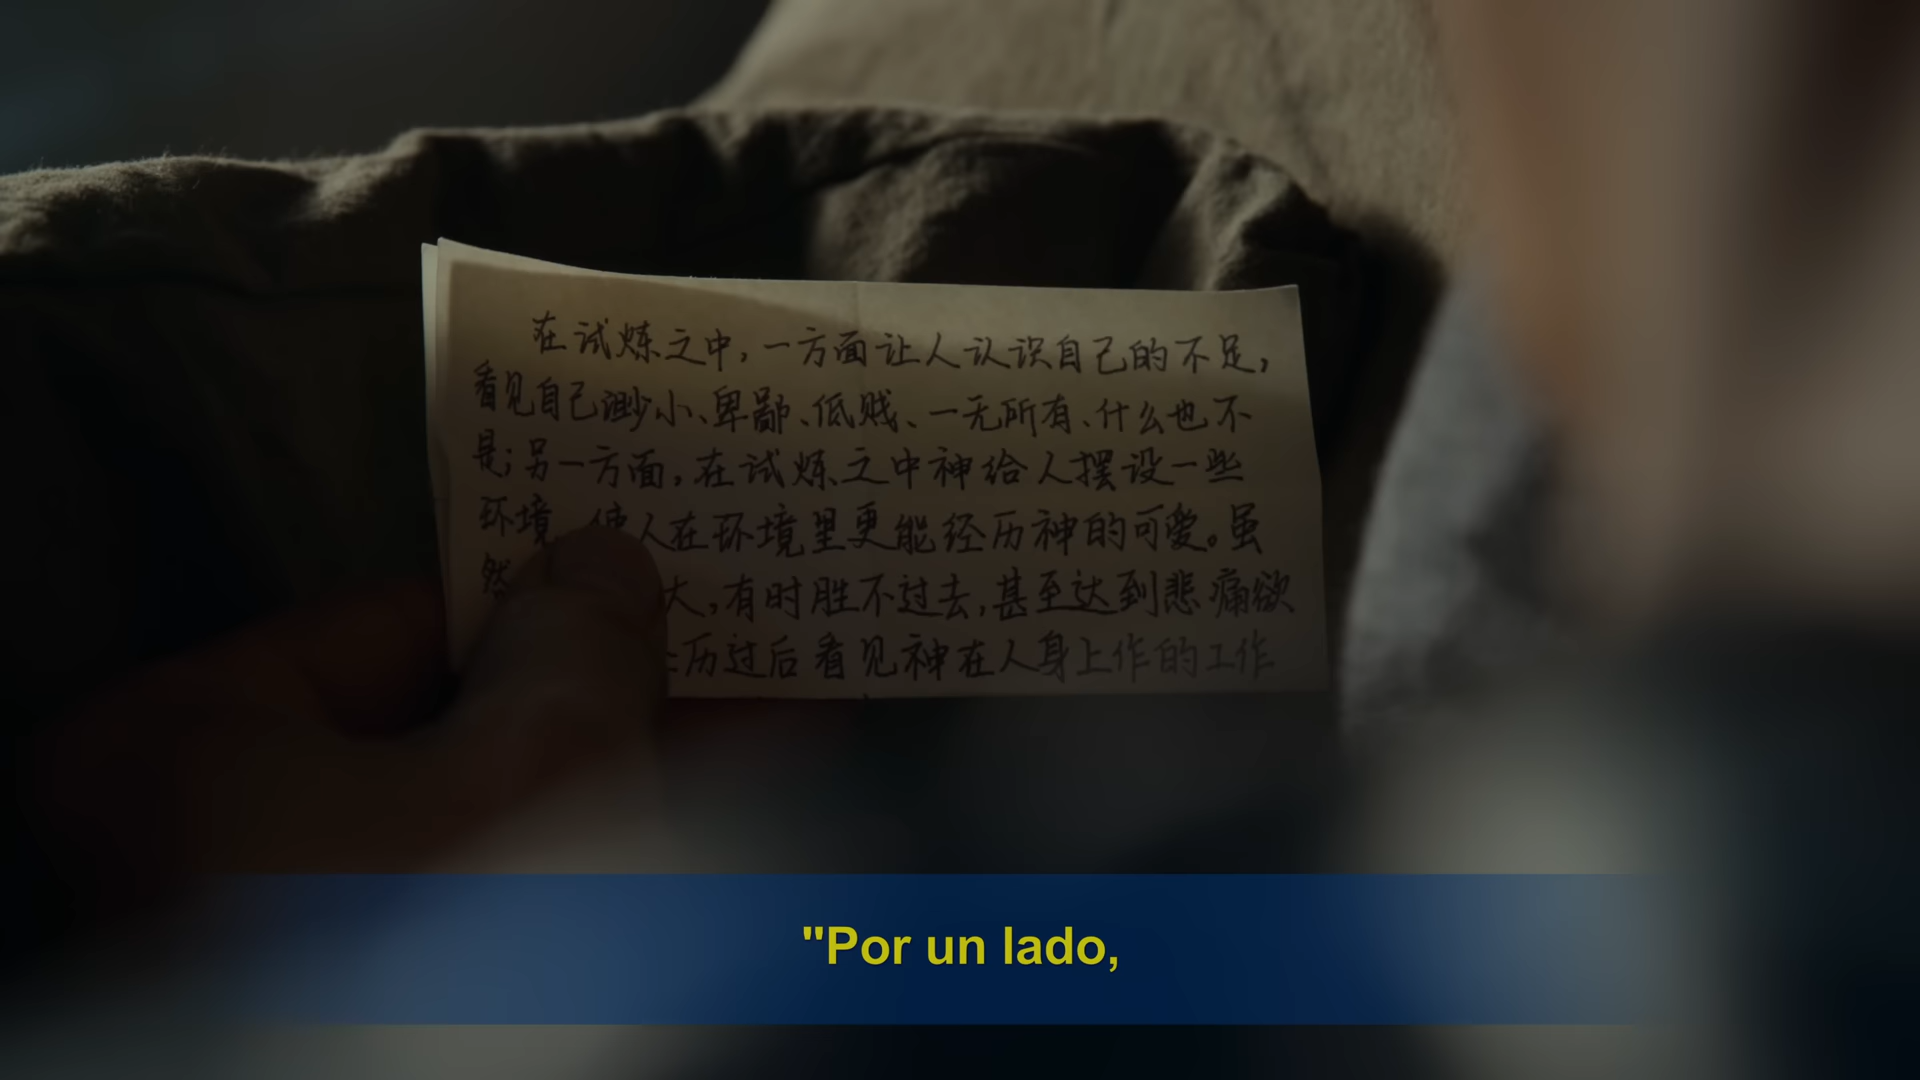 在试炼之中,一方面让人认识自己的不足,
看见自己渺小、卑鄙、低贱、一无所有、什么也不
是;另一方面,在试炼之中神给人摆设一些
环境 使人在环境里更能经历神的可爱。虽
然 大,有时胜不过去,甚至达到悲痛欲
历过后看见神在人身上作的工作
"Por un lado,